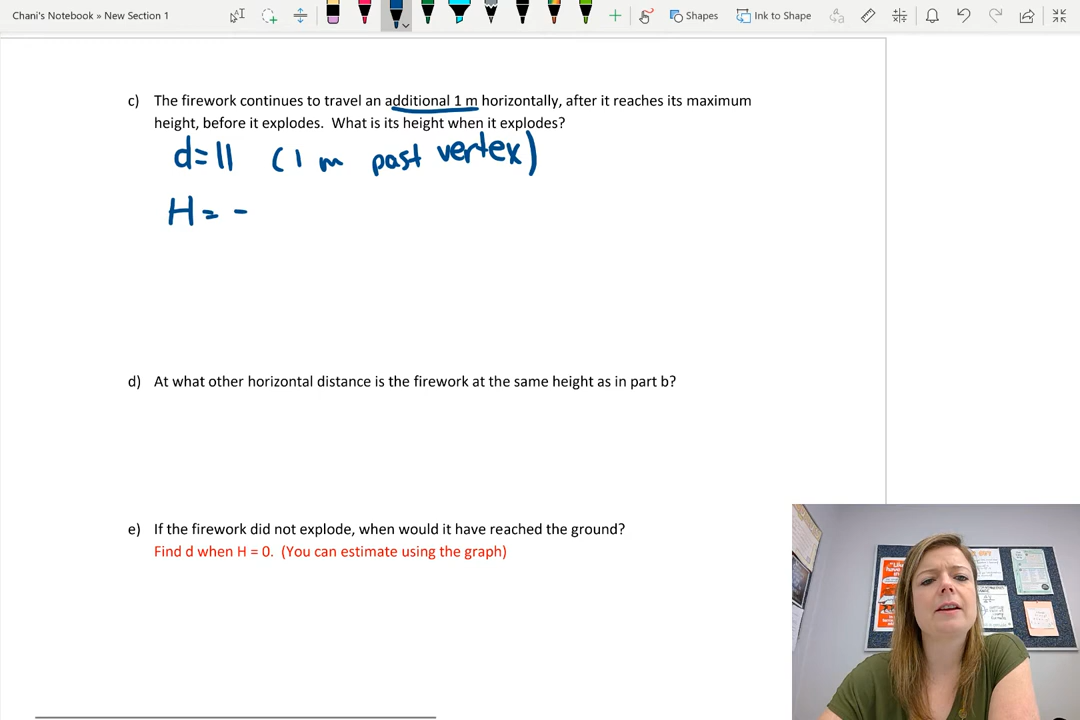 Chani's Notebook » New Section 1
Shapes
Ink to Shape
c) The firework continues to travel an additional 1 m horizontally, after it reaches its maximum
height, before it explodes. What is its height when it explodes?
d=11 (1 m past vertex)
H= -
d) At what other horizontal distance is the firework at the same height as in part b?
e) If the firework did not explode, when would it have reached the ground?
Find d when H = 0. (You can estimate using the graph)